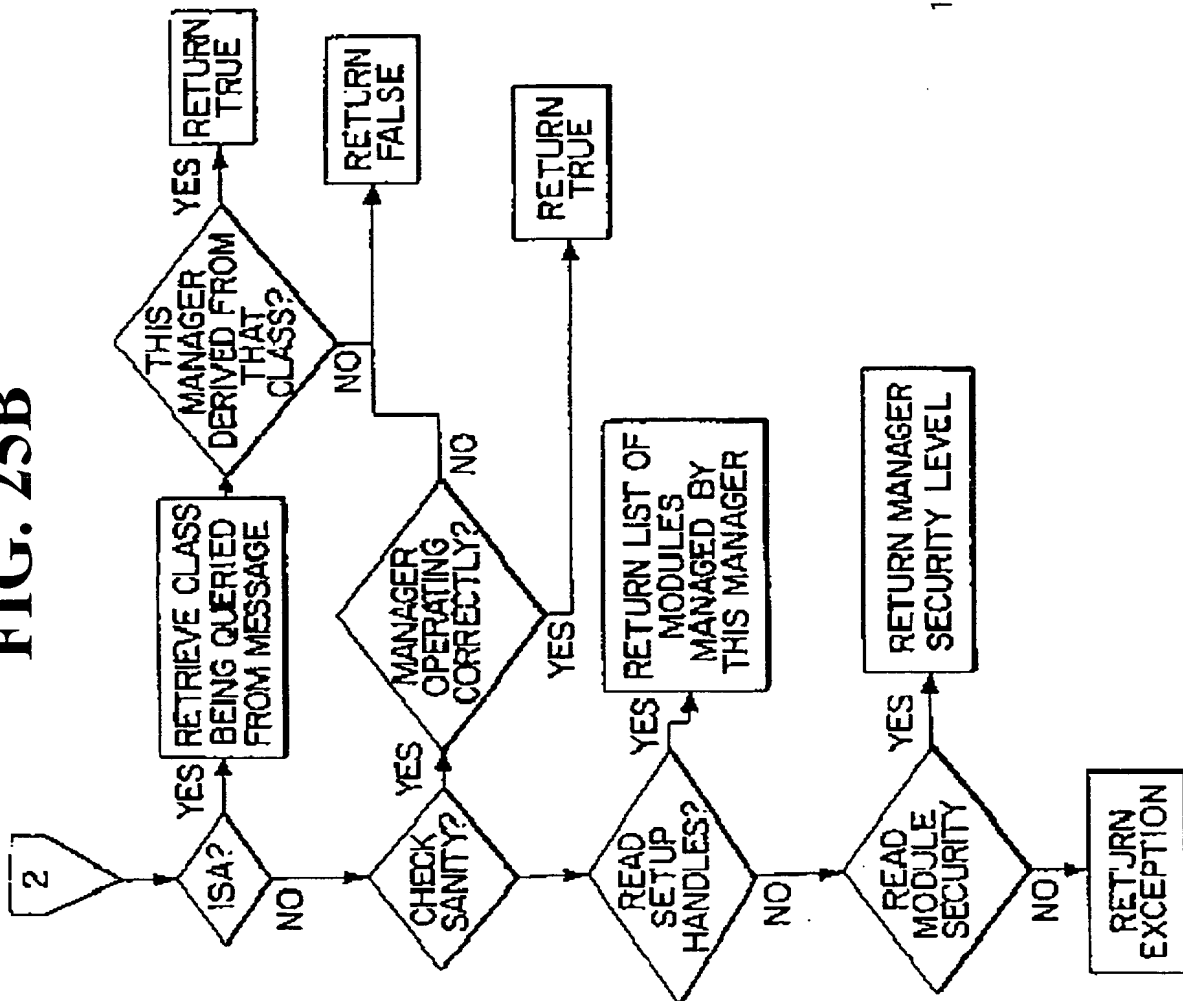 FIG. 25B
2
ISA?
YES
RETRIEVE CLASS
BEING QUERIED
FROM MESSAGE
THIS
MANAGER
DERIVED FROM
THAT
CLASS?
YES
RETURN
TRUE
NO
RETURN
FALSE
NO
CHECK
SANITY?
YES
MANAGER
OPERATING
CORRECTLY?
NO
YES
RETURN
TRUE
READ
SETUP
HANDLES?
YES
RETURN LIST OF
MODULES
MANAGED BY
THIS MANAGER
NO
READ
MODULE
SECURITY
YES
RETURN MANAGER
SECURITY LEVEL
NO
RETURN
EXCEPTION